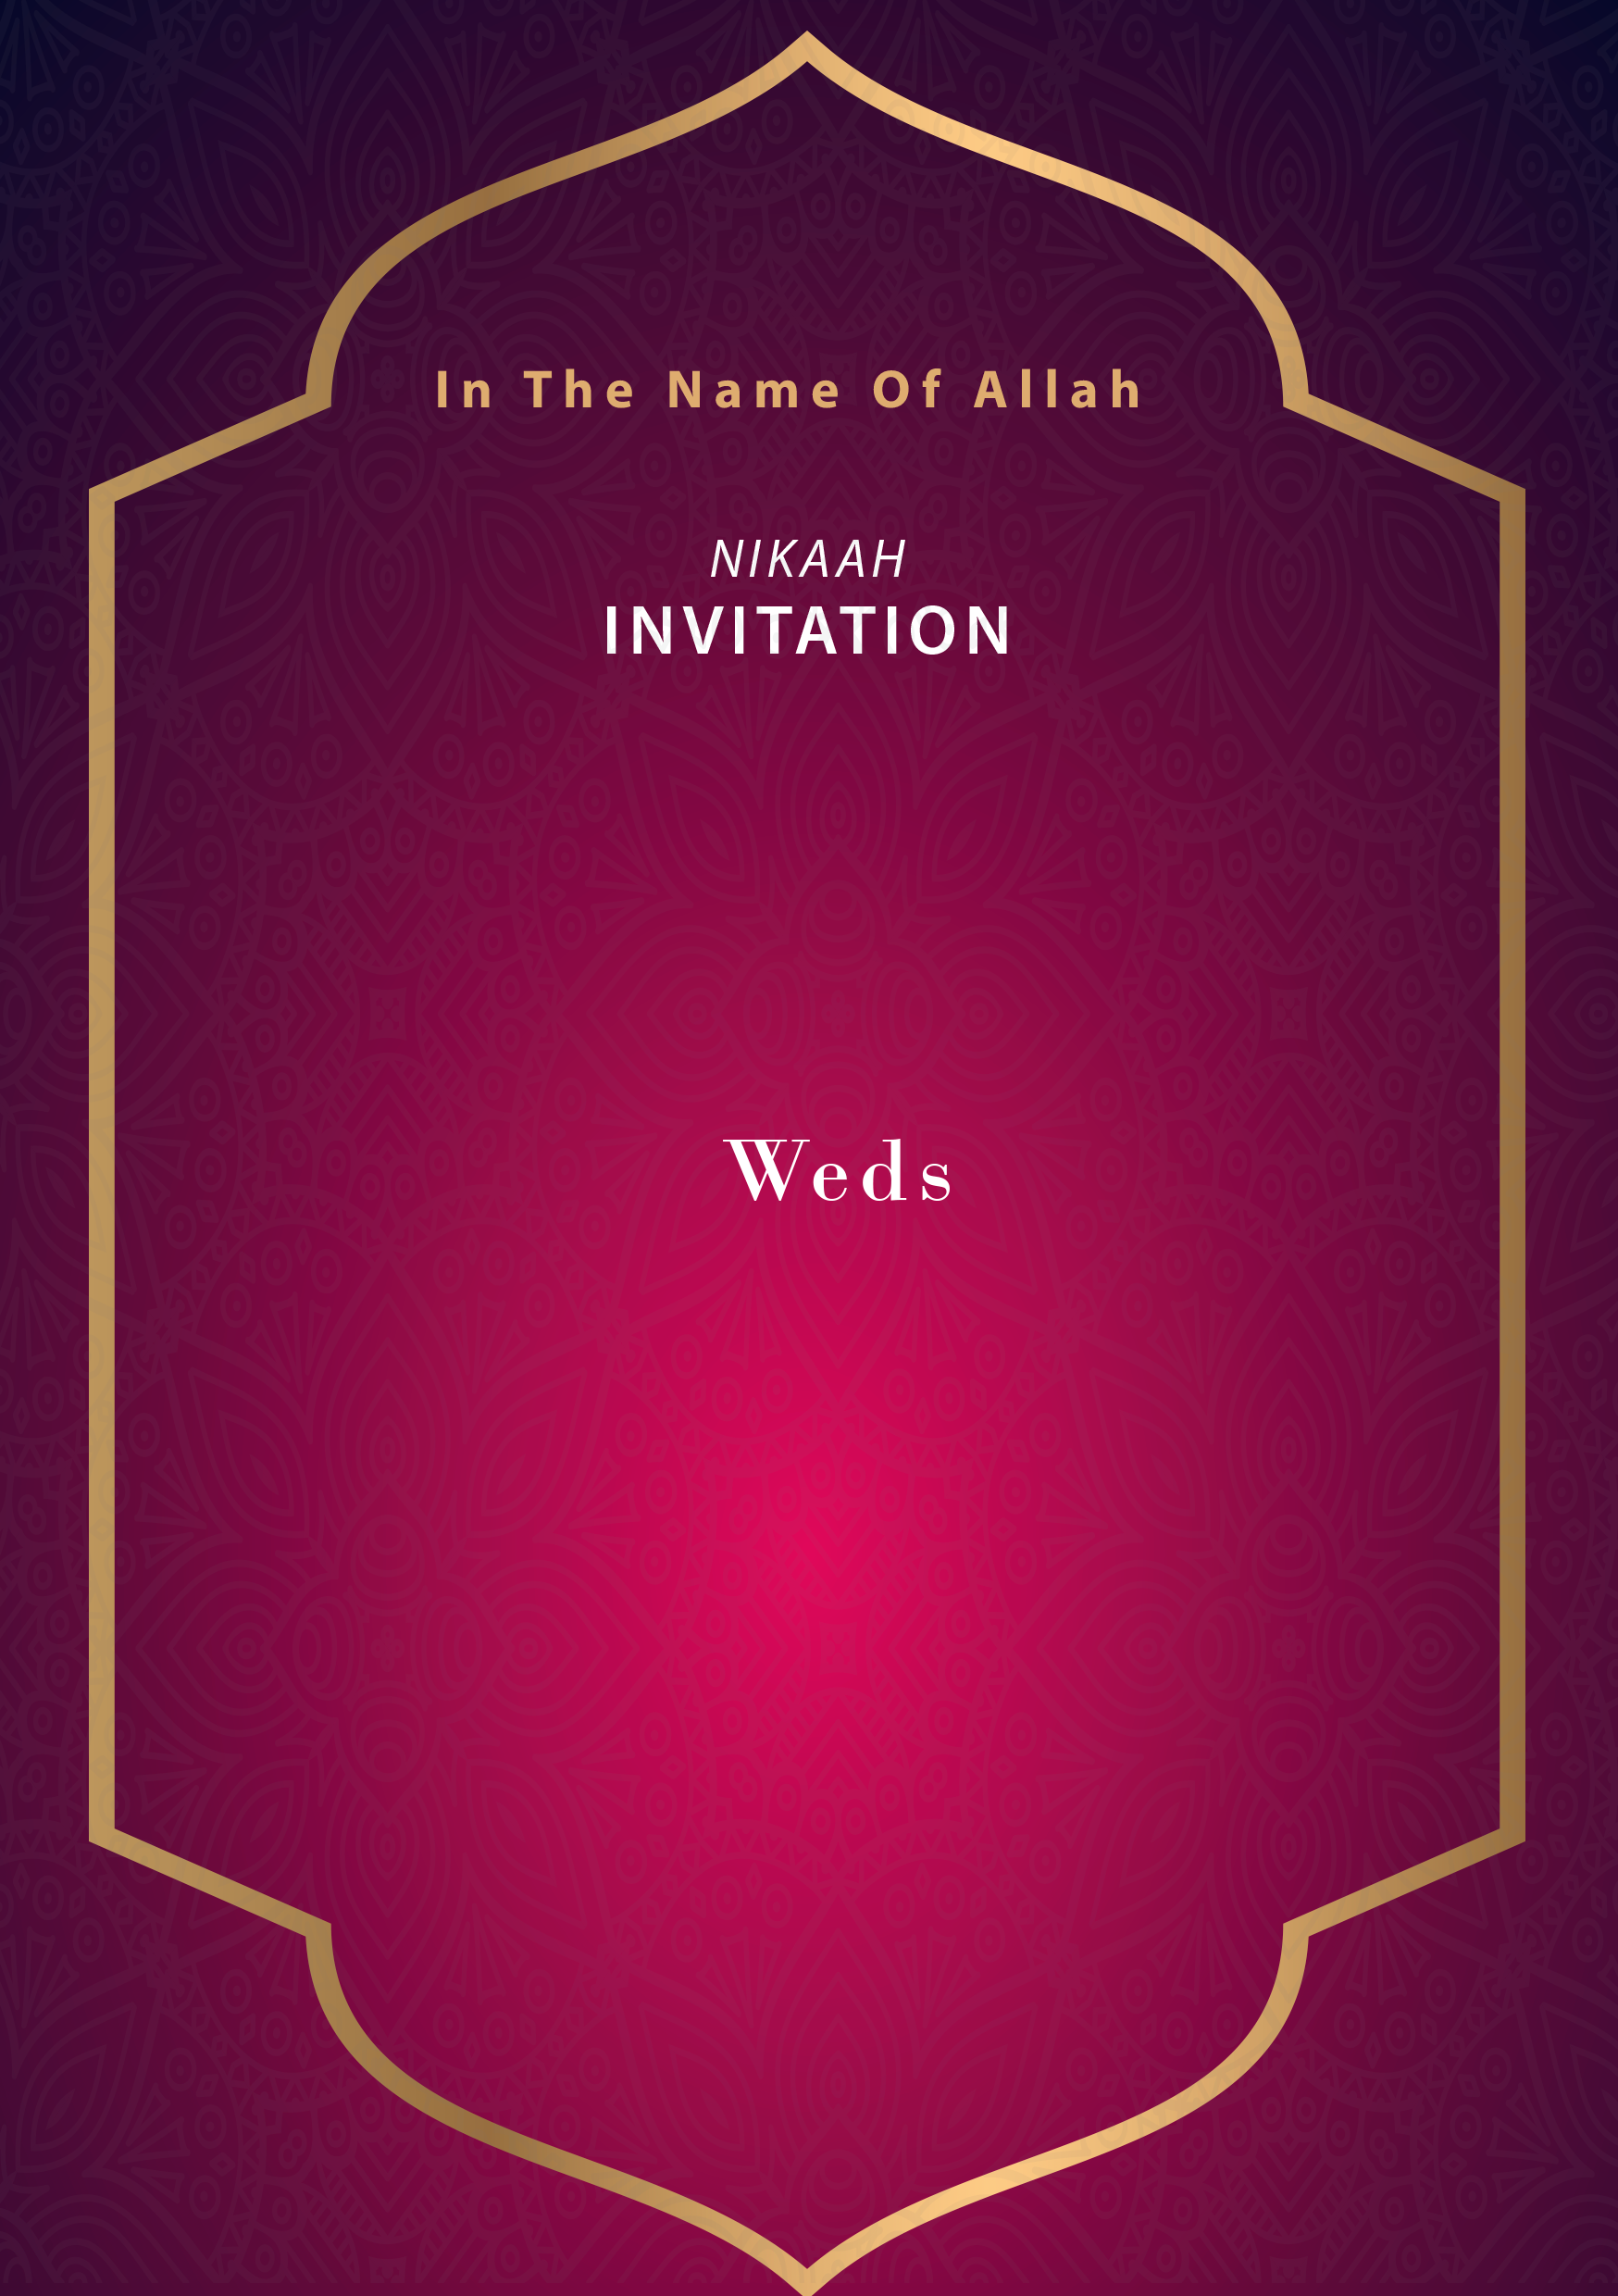 In The Name Of Allah
NIKAAH
INVITATION
Weds